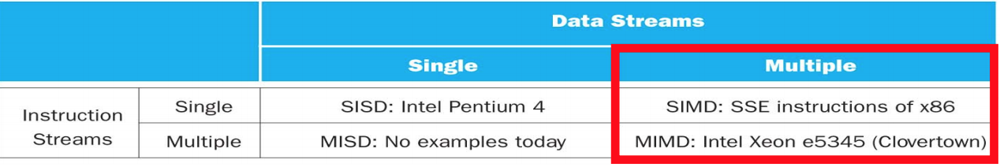 Data Streams
Single Multiple
Instruction Streams Single SISD: Intel Pentium 4 SIMD: SSE instructions of x86
Multiple MISD: No examples today MIMD: Intel Xeon e5345 (Clovertown)